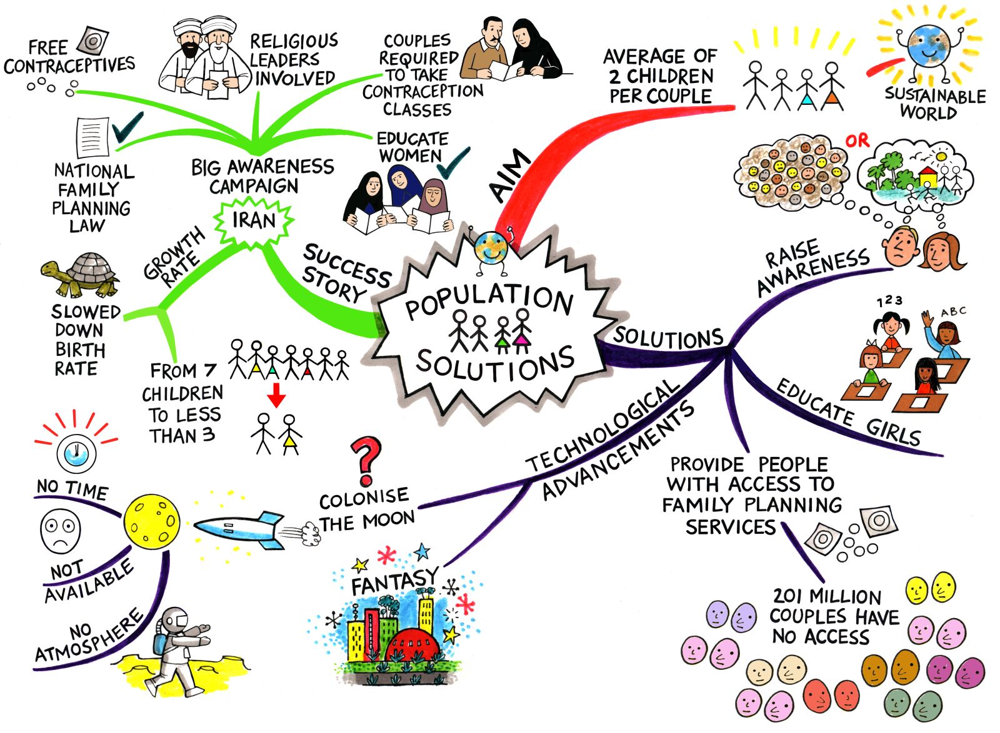 POPULATION
SOLUTIONS
AIM
AVERAGE OF
2 CHILDREN
PER COUPLE
SUSTAINABLE
WORLD
SOLUTIONS
RAISE
AWARENESS
OR
EDUCATE GIRLS
123
ABC
PROVIDE PEOPLE
WITH ACCESS TO
FAMILY PLANNING
SERVICES
201 MILLION
COUPLES HAVE
NO ACCESS
TECHNOLOGICAL
ADVANCEMENTS
FANTASY
?
COLONISE
THE MOON
NO TIME
NOT
AVAILABLE
NO
ATMOSPHERE
SUCCESS
STORY
IRAN
GROWTH
RATE
SLOWED
DOWN
BIRTH
RATE
FROM 7
CHILDREN
TO LESS
THAN 3
BIG AWARENESS
CAMPAIGN
NATIONAL
FAMILY
PLANNING
LAW
FREE
CONTRACEPTIVES
RELIGIOUS
LEADERS
INVOLVED
COUPLES
REQUIRED
TO TAKE
CONTRACEPTION
CLASSES
EDUCATE
WOMEN